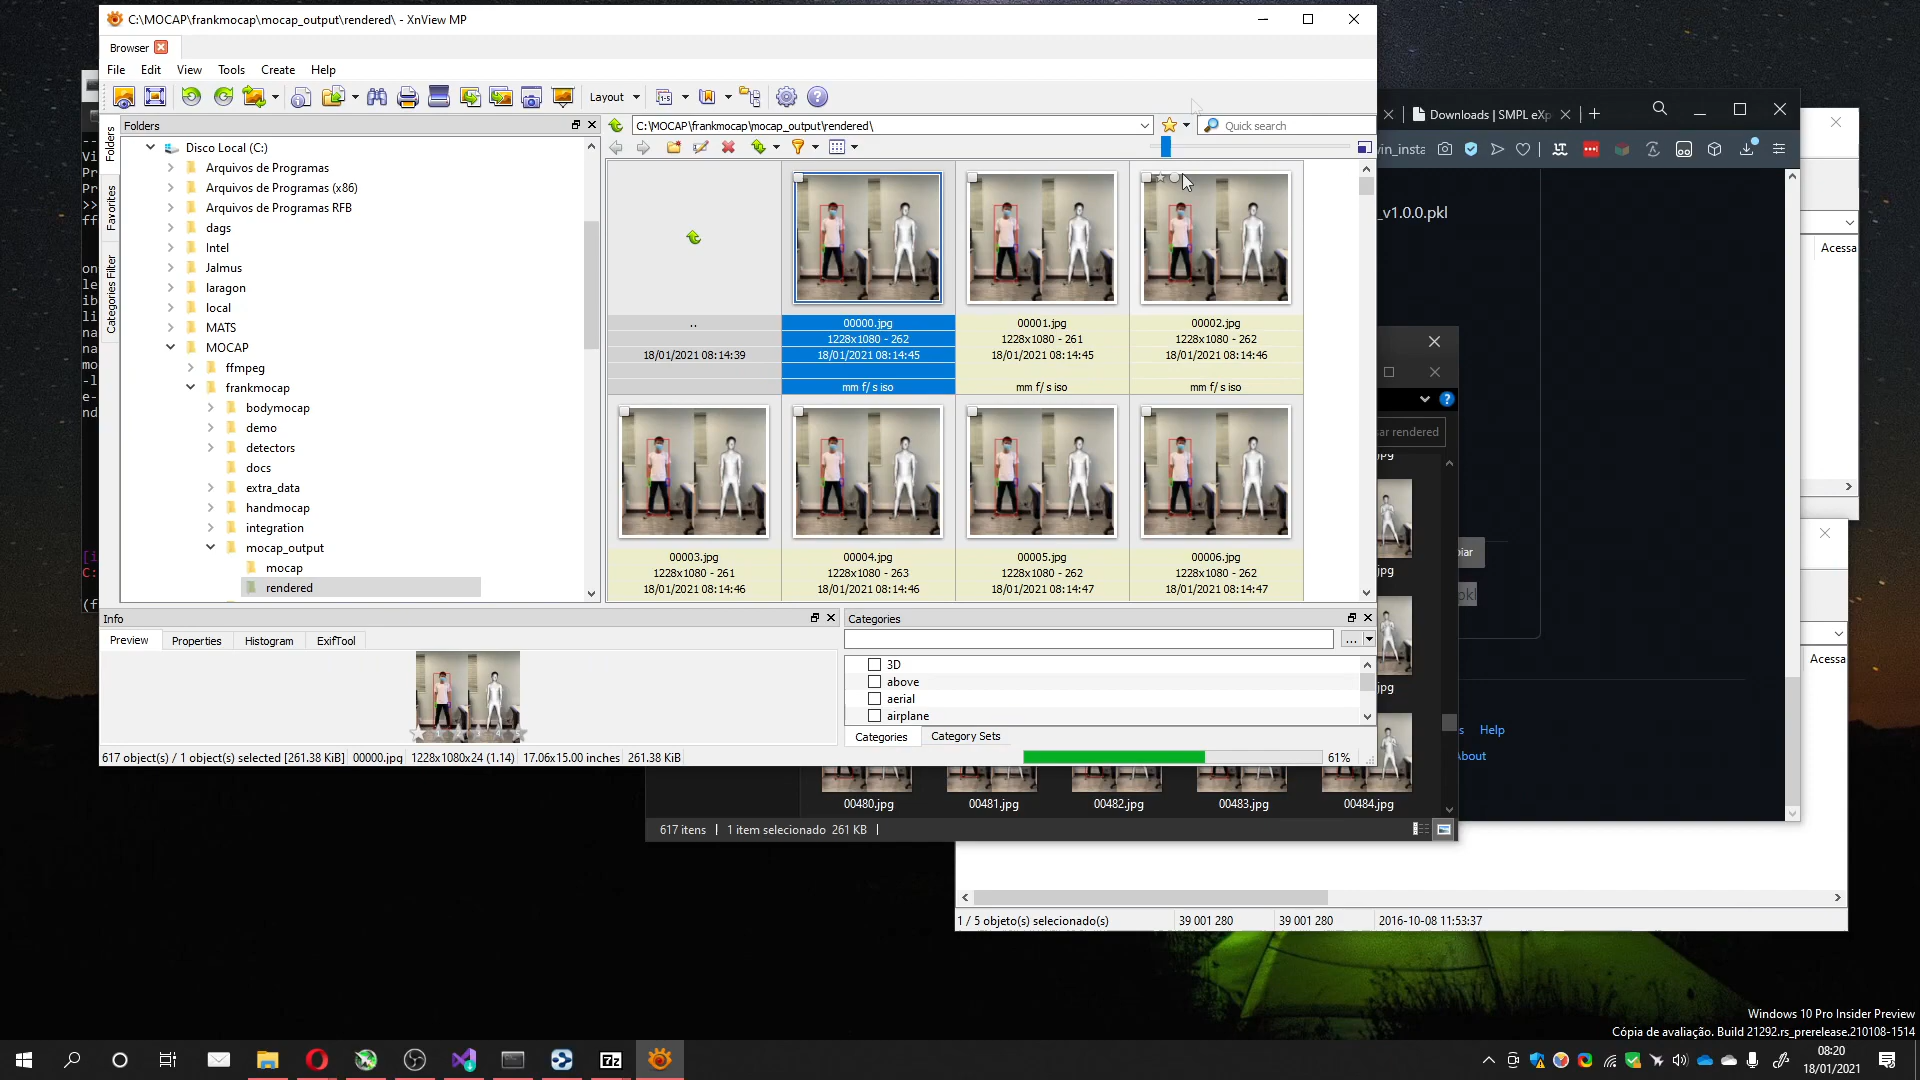 C:\MOCAP\frankmocap\mocap_output\rendered\ - XnView MP
Browser
File Edit View Tools Create Help
Layout
Folders
C:\MOCAP\frankmocap\mocap_output\rendered\
Quick search
Folders
Favorites
Categories Filter
Disco Local (C:)
Arquivos de Programas
Arquivos de Programas (x86)
Arquivos de Programas RFB
dags
Intel
Jalmus
laragon
local
MATS
MOCAP
ffmpeg
frankmocap
bodymocap
demo
detectors
docs
extra_data
handmocap
integration
mocap_output
mocap
rendered
..
18/01/2021 08:14:39
00000.jpg
1228x1080 - 262
18/01/2021 08:14:45
mm f/ s iso
00001.jpg
1228x1080 - 261
18/01/2021 08:14:45
mm f/ s iso
00002.jpg
1228x1080 - 262
18/01/2021 08:14:46
mm f/ s iso
00003.jpg
1228x1080 - 261
18/01/2021 08:14:46
00004.jpg
1228x1080 - 263
18/01/2021 08:14:46
00005.jpg
1228x1080 - 262
18/01/2021 08:14:47
00006.jpg
1228x1080 - 262
18/01/2021 08:14:47
Info
Preview Properties Histogram ExifTool
Categories
...
3D
above
aerial
airplane
Categories Category Sets
617 object(s) / 1 object(s) selected [261.38 KiB] 00000.jpg 1228x1080x24 (1.14) 17.06x15.00 inches 261.38 KiB
61%
Downloads | SMPL eXp
vin_insta
_v1.0.0.pkl
Acessa
ar rendered
iar
pkl
Help
About
Acessa
00480.jpg 00481.jpg 00482.jpg 00483.jpg 00484.jpg
617 itens 1 item selecionado 261 KB
1 / 5 objeto(s) selecionado(s) 39 001 280 39 001 280 2016-10-08 11:53:37
Windows 10 Pro Insider Preview
Cópia de avaliação. Build 21292.rs_prerelease.210108-1514
08:20
18/01/2021